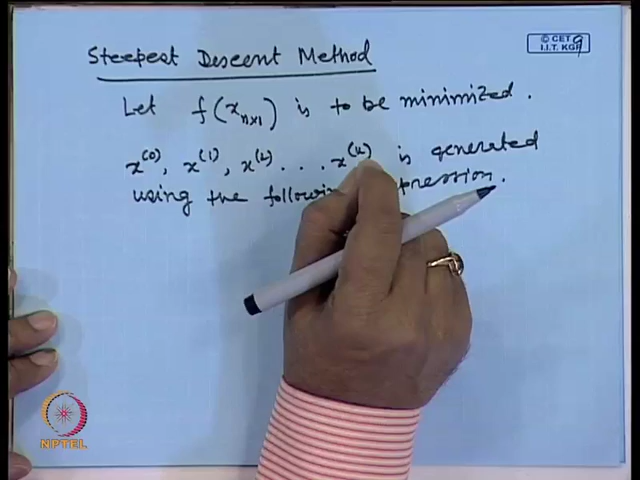 © CET
I.I.T. KGP
9
Steepest Descent Method
Let f(x_{n×1}) is to be minimized.
x^{(0)}, x^{(1)}, x^{(2)} . . . . x^{(k)} is generated
using the
NPTEL